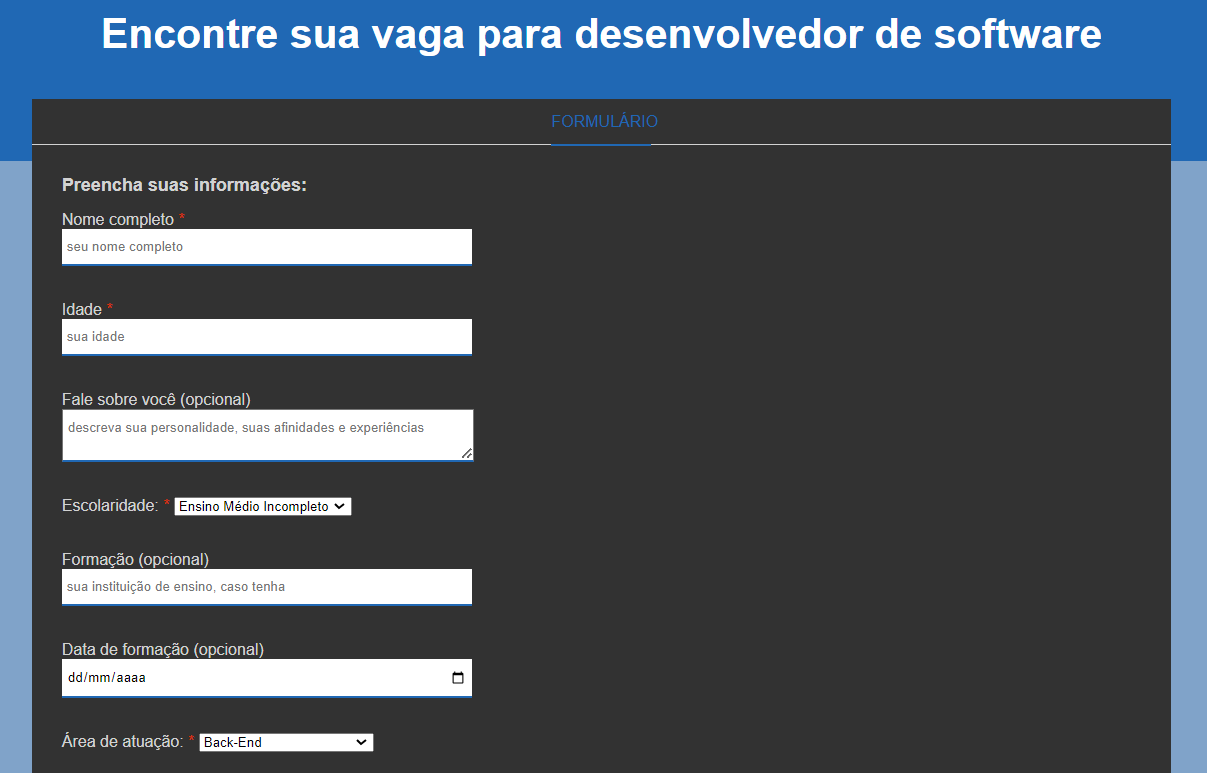 Encontre sua vaga para desenvolvedor de software
FORMULÁRIO
Preencha suas informações:
Nome completo *
seu nome completo
Idade *
sua idade
Fale sobre você (opcional)
descreva sua personalidade, suas afinidades e experiências
Escolaridade: * Ensino Médio Incompleto
Formação (opcional)
sua instituição de ensino, caso tenha
Data de formação (opcional)
dd/mm/aaaa
Área de atuação: * Back-End